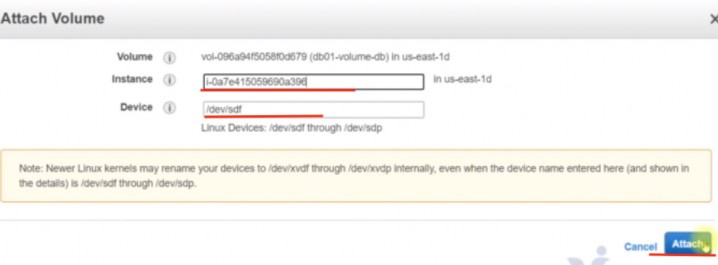 Attach Volume
Volume vol-096a94f5058f0d679 (db01-volume-db) in us-east-1d
Instance i-0a7e415059690a396 in us-east-1d
Device /dev/sdf
Linux Devices: /dev/sdf through /dev/sdp
Note: Newer Linux kernels may rename your devices to /dev/xvdf through /dev/xvdp internally, even when the device name entered here (and shown in
the details) is /dev/sdf through /dev/sdp.
Cancel Attach